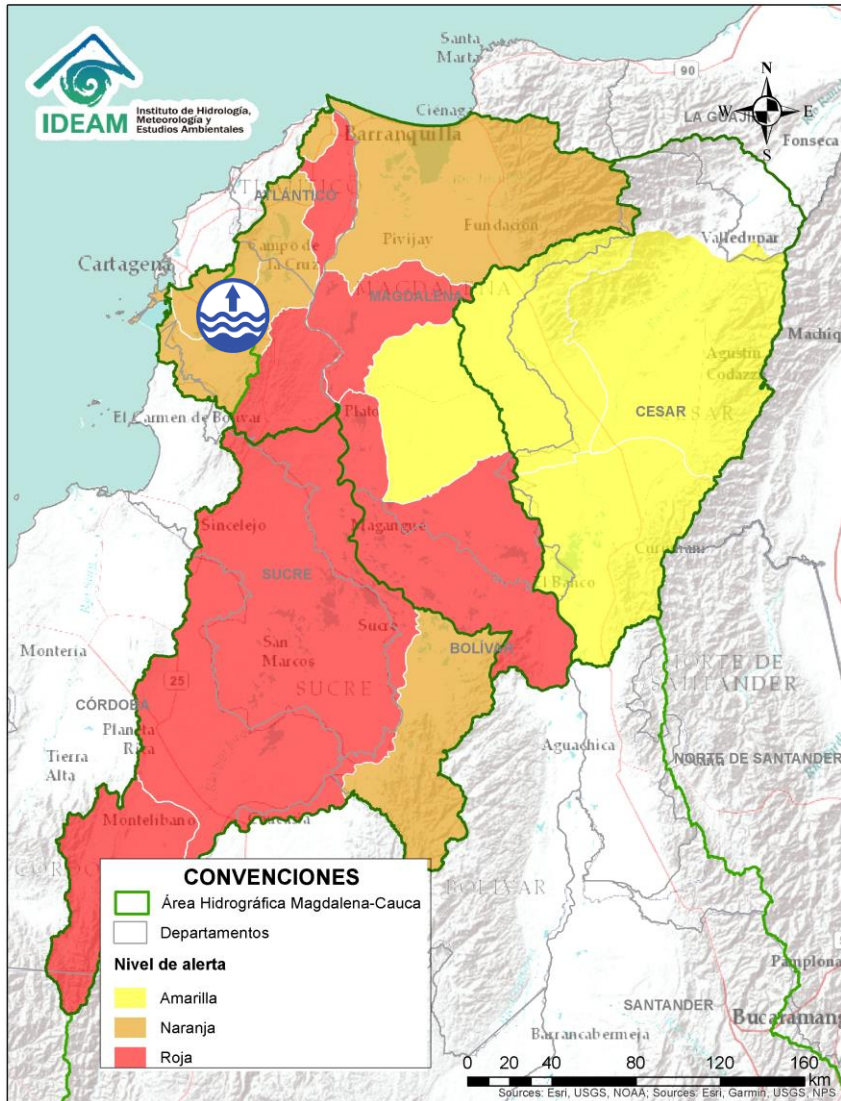 Santa
Marta
90
N
W
E
S
LA GUAJI
Fonseca
IDEAM
Instituto de Hidrología,
Meteorología y
Estudios Ambientales
Ciénaga
Barranquilla
ATLÁNTICO
Fundación
Pivijay
Campo de
la Cruz
Valledupar
Cartagena
MAGDALENA
Agustín
Codazzi
CESAR
El Carmen de Bolívar
Plato
Sincelejo
Magangué
SUCRE
El Banco
Sucre
San
Marcos
BOLÍVAR
SUCRE
Montería
25
CÓRDOBA
Planeta
Rica
Tierra
Alta
NORTE DE
SANTANDER
Aguachica
NORTE DE SANTANDER
Montelíbano
BOLÍVAR
CONVENCIONES
Área Hidrográfica Magdalena-Cauca
Departamentos
Nivel de alerta
Amarilla
Naranja
Roja
Pamplona
SANTANDER
Bucaramang
Barrancabermeja
0 20 40 80 120 160
km
Sources: Esri, USGS, NOAA; Sources: Esri, Garmin, USGS, NPS